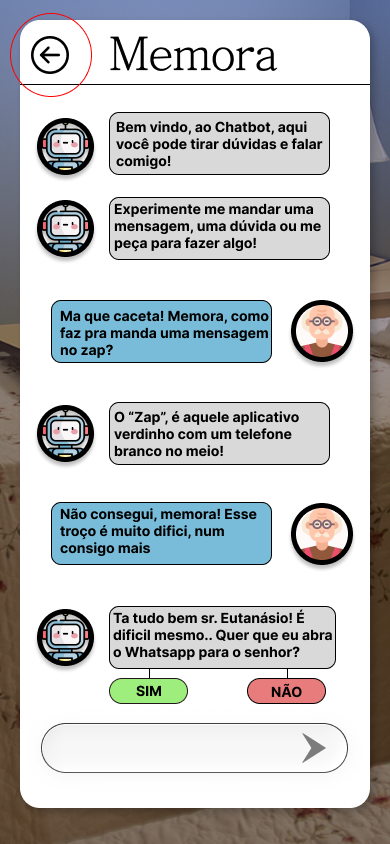 Memora
Bem vindo, ao Chatbot, aqui
você pode tirar dúvidas e falar
comigo!
Experimente me mandar uma
mensagem, uma dúvida ou me
peça para fazer algo!
Ma que caceta! Memora, como
faz pra manda uma mensagem
no zap?
O “Zap”, é aquele aplicativo
verdinho com um telefone
branco no meio!
Não consegui, memora! Esse
troço é muito difici, num
consigo mais
Ta tudo bem sr. Eutanásio! É
dificil mesmo.. Quer que eu abra
o Whatsapp para o senhor?
SIM
NÃO